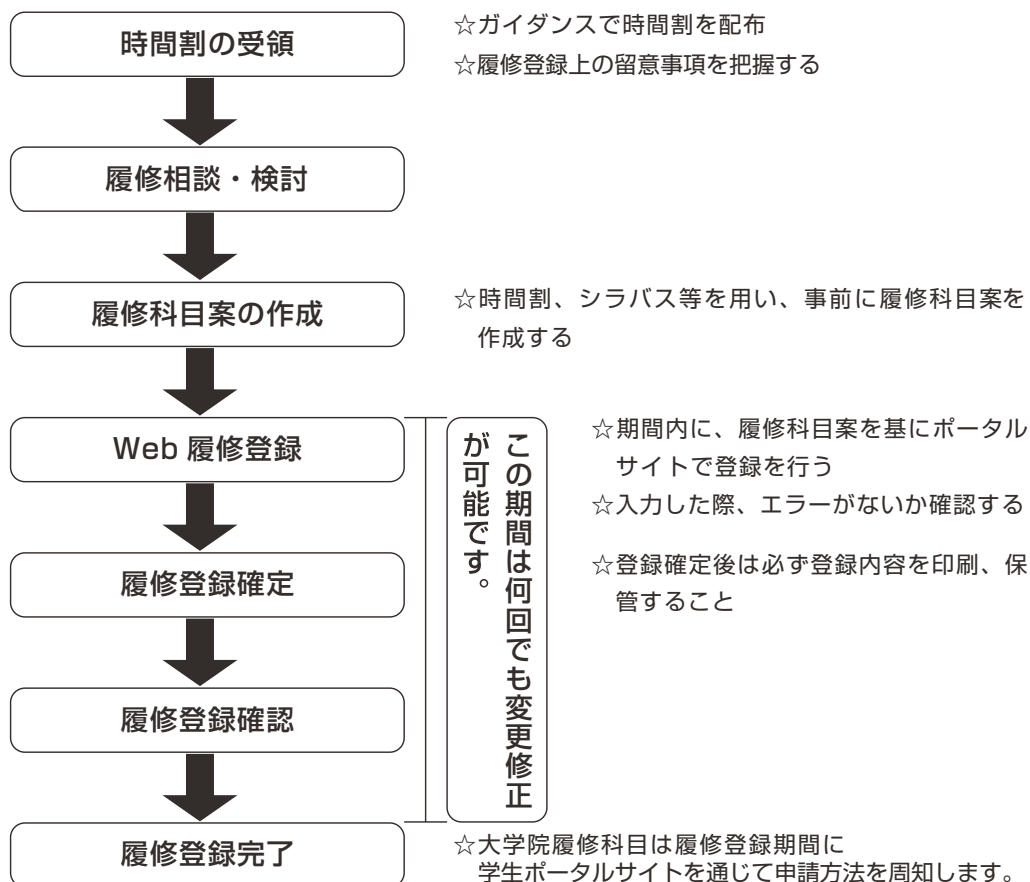 時間割の受領
☆ガイダンスで時間割を配布
☆履修登録上の留意事項を把握する
履修相談・検討
履修科目案の作成
☆時間割、シラバス等を用い、事前に履修科目案を
作成する
Web 履修登録
この期間は何回でも変更修正
が可能です。
☆期間内に、履修科目案を基にポータル
サイトで登録を行う
☆入力した際、エラーがないか確認する
履修登録確定
☆登録確定後は必ず登録内容を印刷、保
管すること
履修登録確認
履修登録完了
☆大学院履修科目は履修登録期間に
学生ポータルサイトを通じて申請方法を周知します。